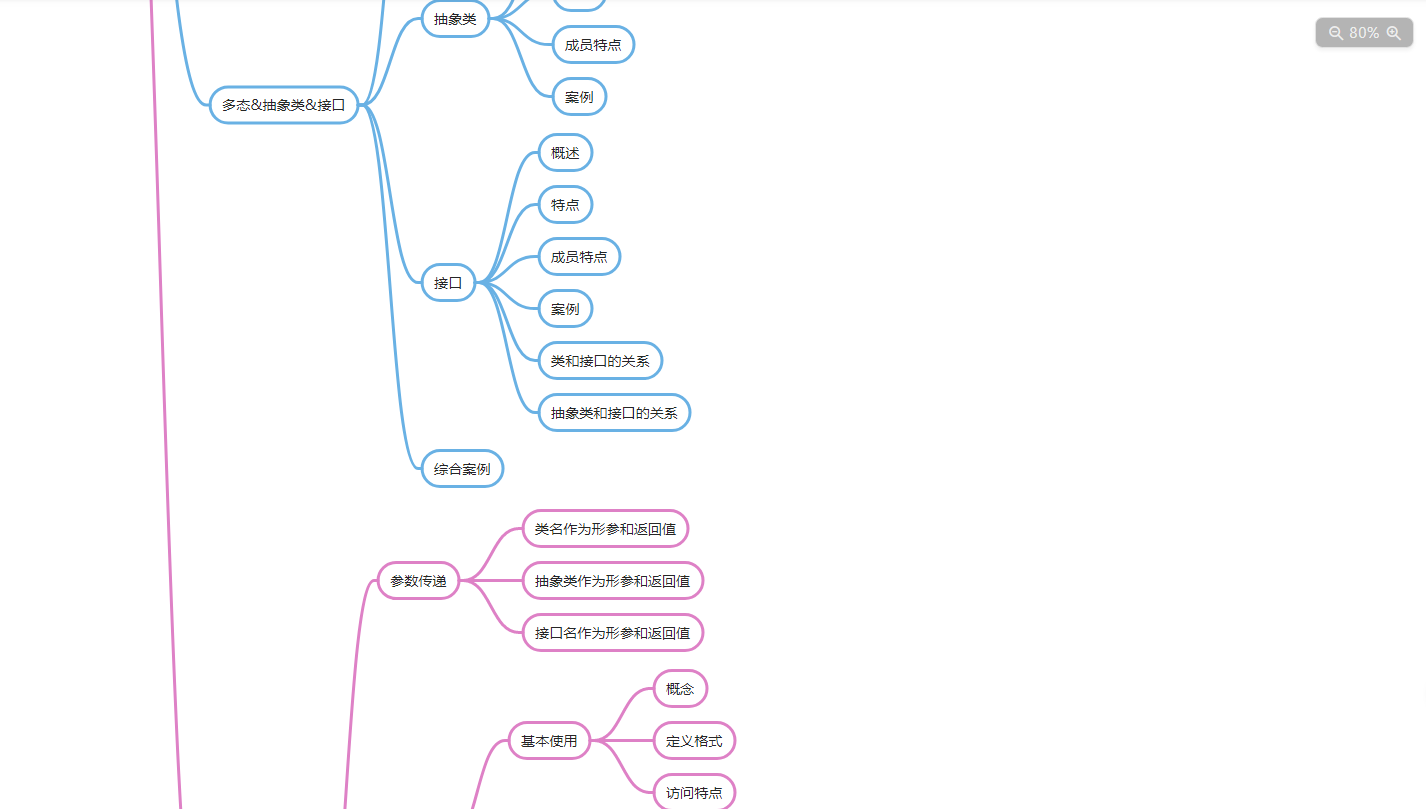 抽象类
成员特点
案例
多态&抽象类&接口
概述
特点
成员特点
接口
案例
类和接口的关系
抽象类和接口的关系
综合案例
类名作为形参和返回值
参数传递
抽象类作为形参和返回值
接口名作为形参和返回值
概念
基本使用
定义格式
访问特点
80%